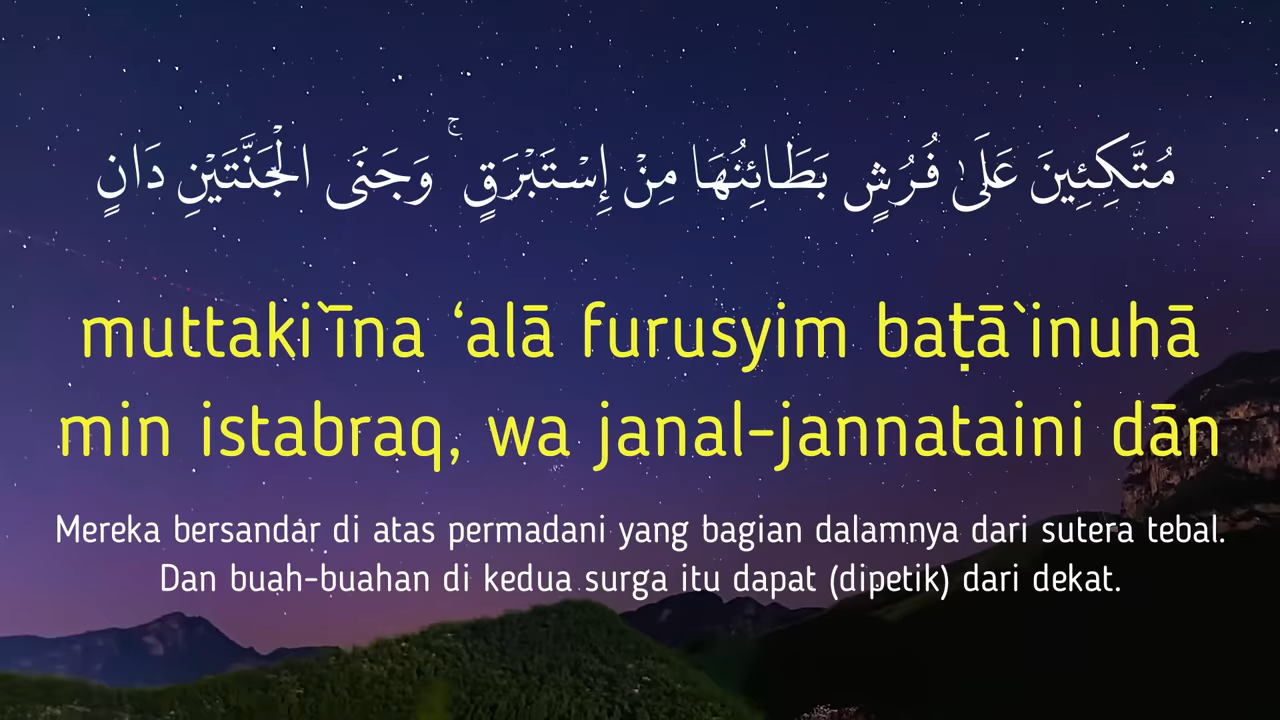 مُتَّكِئِينَ عَلَىٰ فُرُشٍ بَطَائِنُهَا مِنْ إِسْتَبْرَقٍ ۚ وَجَنَى الْجَنَّتَيْنِ دَانٍ
muttaki`īna ‘alā furusyim baṭā`inuhā
min istabraq, wa janal-jannataini dān
Mereka bersandar di atas permadani yang bagian dalamnya dari sutera tebal.
Dan buah-buahan di kedua surga itu dapat (dipetik) dari dekat.